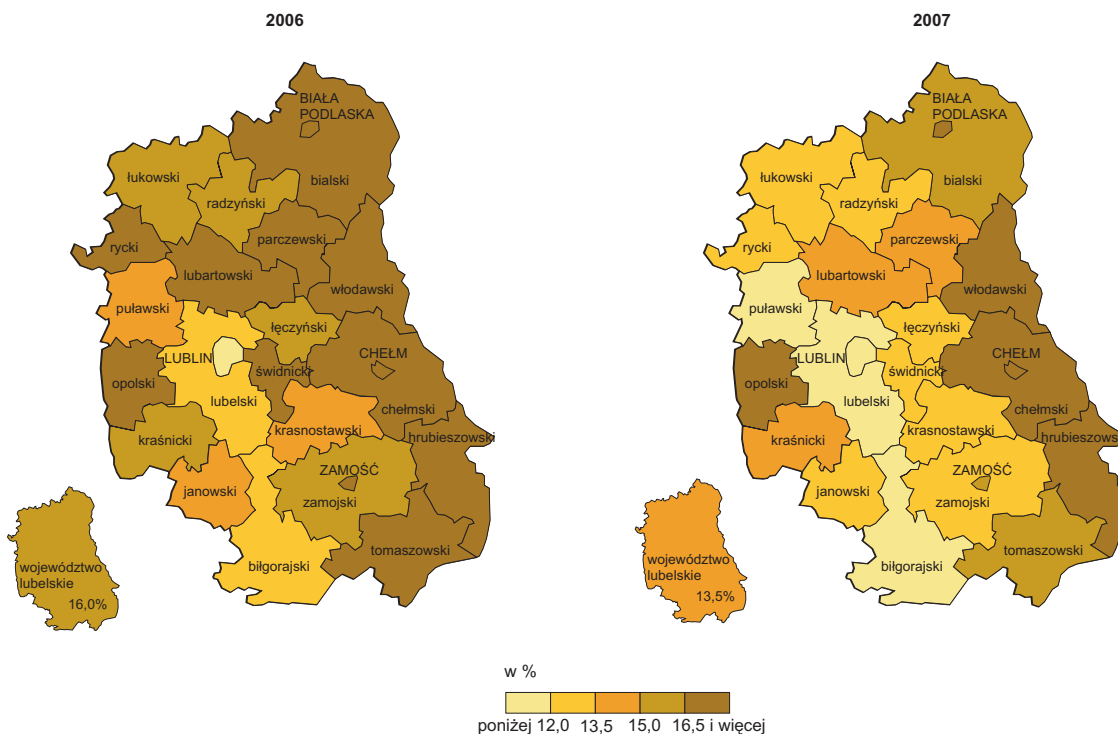 2006
BIAŁA
PODLASKA
łukowski
bialski
radzyński
rycki
parczewski
lubartowski
włodawski
puławski
łęczyński
LUBLIN
CHEŁM
świdnicki
opolski
lubelski
chełmski
krasnostawski
hrubieszowski
kraśnicki
ZAMOŚĆ
janowski
zamojski
tomaszowski
biłgorajski
województwo
lubelskie
16,0%
2007
BIAŁA
PODLASKA
łukowski
bialski
radzyński
rycki
parczewski
lubartowski
włodawski
puławski
łęczyński
LUBLIN
CHEŁM
świdnicki
opolski
lubelski
chełmski
krasnostawski
hrubieszowski
kraśnicki
ZAMOŚĆ
janowski
zamojski
tomaszowski
biłgorajski
województwo
lubelskie
13,5%
w %
poniżej 12,0 13,5 15,0 16,5 i więcej